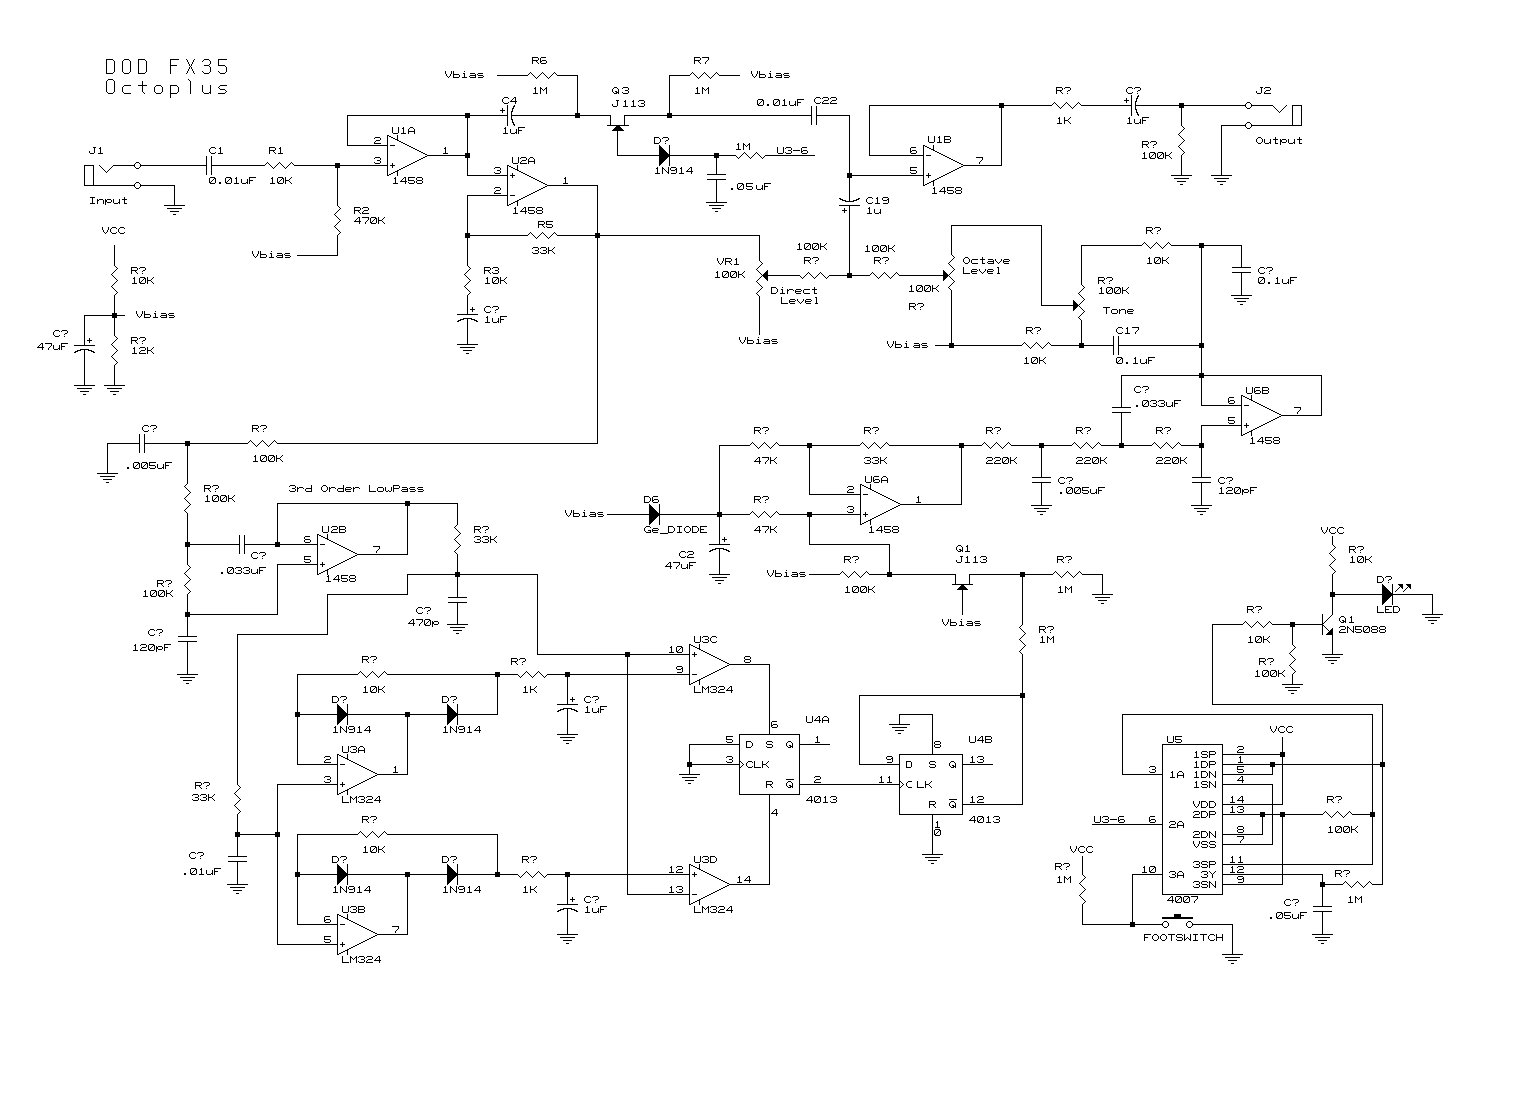 DOD FX35
Octoplus
Vbias
R6
1M
R7
1M
Vbias
Q3
J113
C4
1uF
0.01uF C22
J1
Input
C1
0.01uF
R1
10K
U1A
2
3
1
1458
R2
470K
Vbias
U2A
3
2
1
1458
D?
1N914
1M
U3-6
.05uF
U1B
6
5
7
1458
R?
1K
C?
1uF
R?
100K
J2
Output
C19
1u
VCC
R?
10K
Vbias
C?
47uF
R?
12K
R5
33K
R3
10K
C?
1uF
VR1
100K
Direct
Level
Vbias
100K
R?
100K
R?
Octave
Level
100K
R?
Vbias
R?
10K
R?
100K
Tone
R?
10K
C?
0.1uF
C17
0.1uF
C?
.033uF
U6B
6
5
7
1458
C?
.005uF
R?
100K
R?
47K
R?
33K
R?
220K
R?
220K
R?
220K
C?
.005uF
C?
120pF
R?
100K
3rd Order LowPass
U2B
6
5
7
1458
C?
.033uF
R?
33K
R?
100K
C?
120pF
C?
470p
Vbias
D6
Ge_DIODE
R?
47K
C2
47uF
U6A
2
3
1
1458
Vbias
R?
100K
Q1
J113
Vbias
R?
1M
R?
1M
VCC
R?
10K
D?
LED
Q1
2N5088
R?
10K
R?
100K
U3C
10
9
8
LM324
R?
10K
D?
1N914
D?
1N914
R?
1K
C?
1uF
U3A
2
3
1
LM324
R?
33K
C?
.01uF
R?
10K
D?
1N914
D?
1N914
R?
1K
C?
1uF
U3B
6
5
7
LM324
U3D
12
13
14
LM324
U4A
6
5 D S Q 1
3 CLK
R Q 2
4013
4
U4B
8
9 D S Q 13
11 CLK
R Q 12
4013
10
U5
VCC
1SP 2
1DP 1
3 1A 1DN 5
1SN 4
VDD 14
2DP 13
U3-6 6 2A
2DN 8
VSS 7
3SP 11
10 3A 3Y 12
3SN 9
4007
R?
100K
R?
1M
C?
.05uF
VCC
R?
1M
FOOTSWITCH